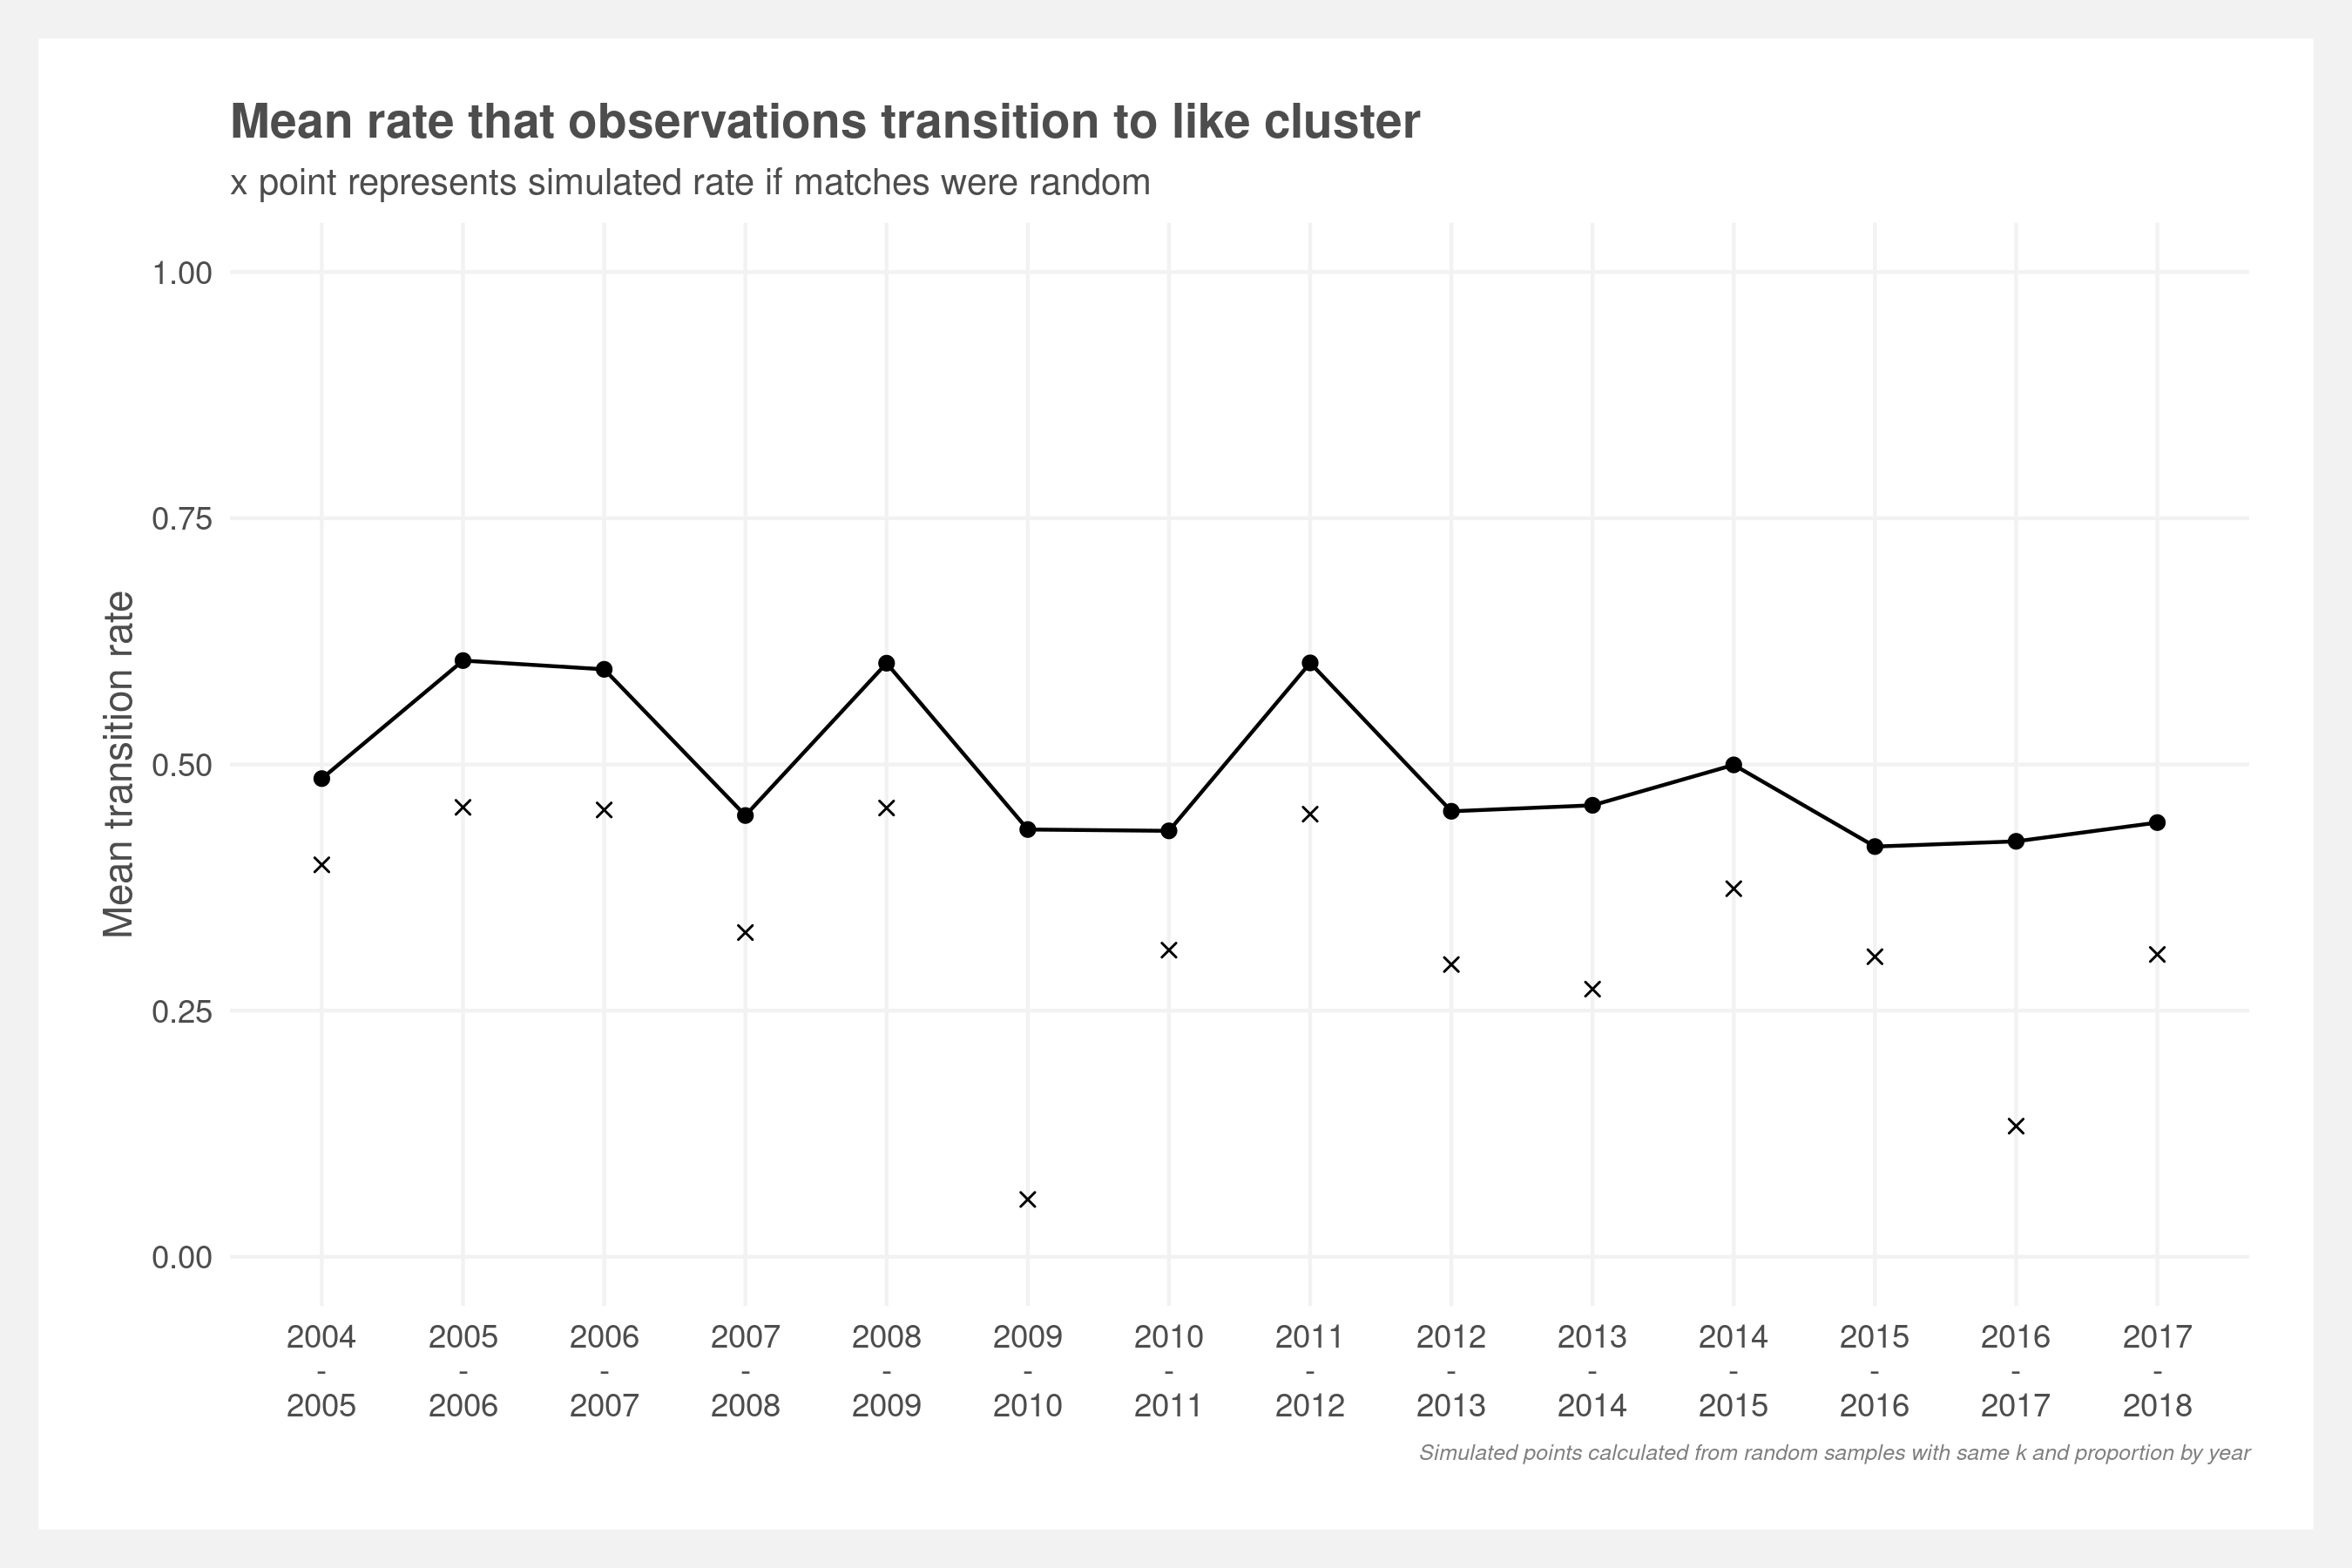 Mean rate that observations transition to like cluster
x point represents simulated rate if matches were random
Mean transition rate
1.00
0.75
0.50
0.25
0.00
2004 2005 2006 2007 2008 2009 2010 2011 2012 2013 2014 2015 2016 2017
- - - - - - - - - - - - - -
2005 2006 2007 2008 2009 2010 2011 2012 2013 2014 2015 2016 2017 2018
Simulated points calculated from random samples with same k and proportion by year